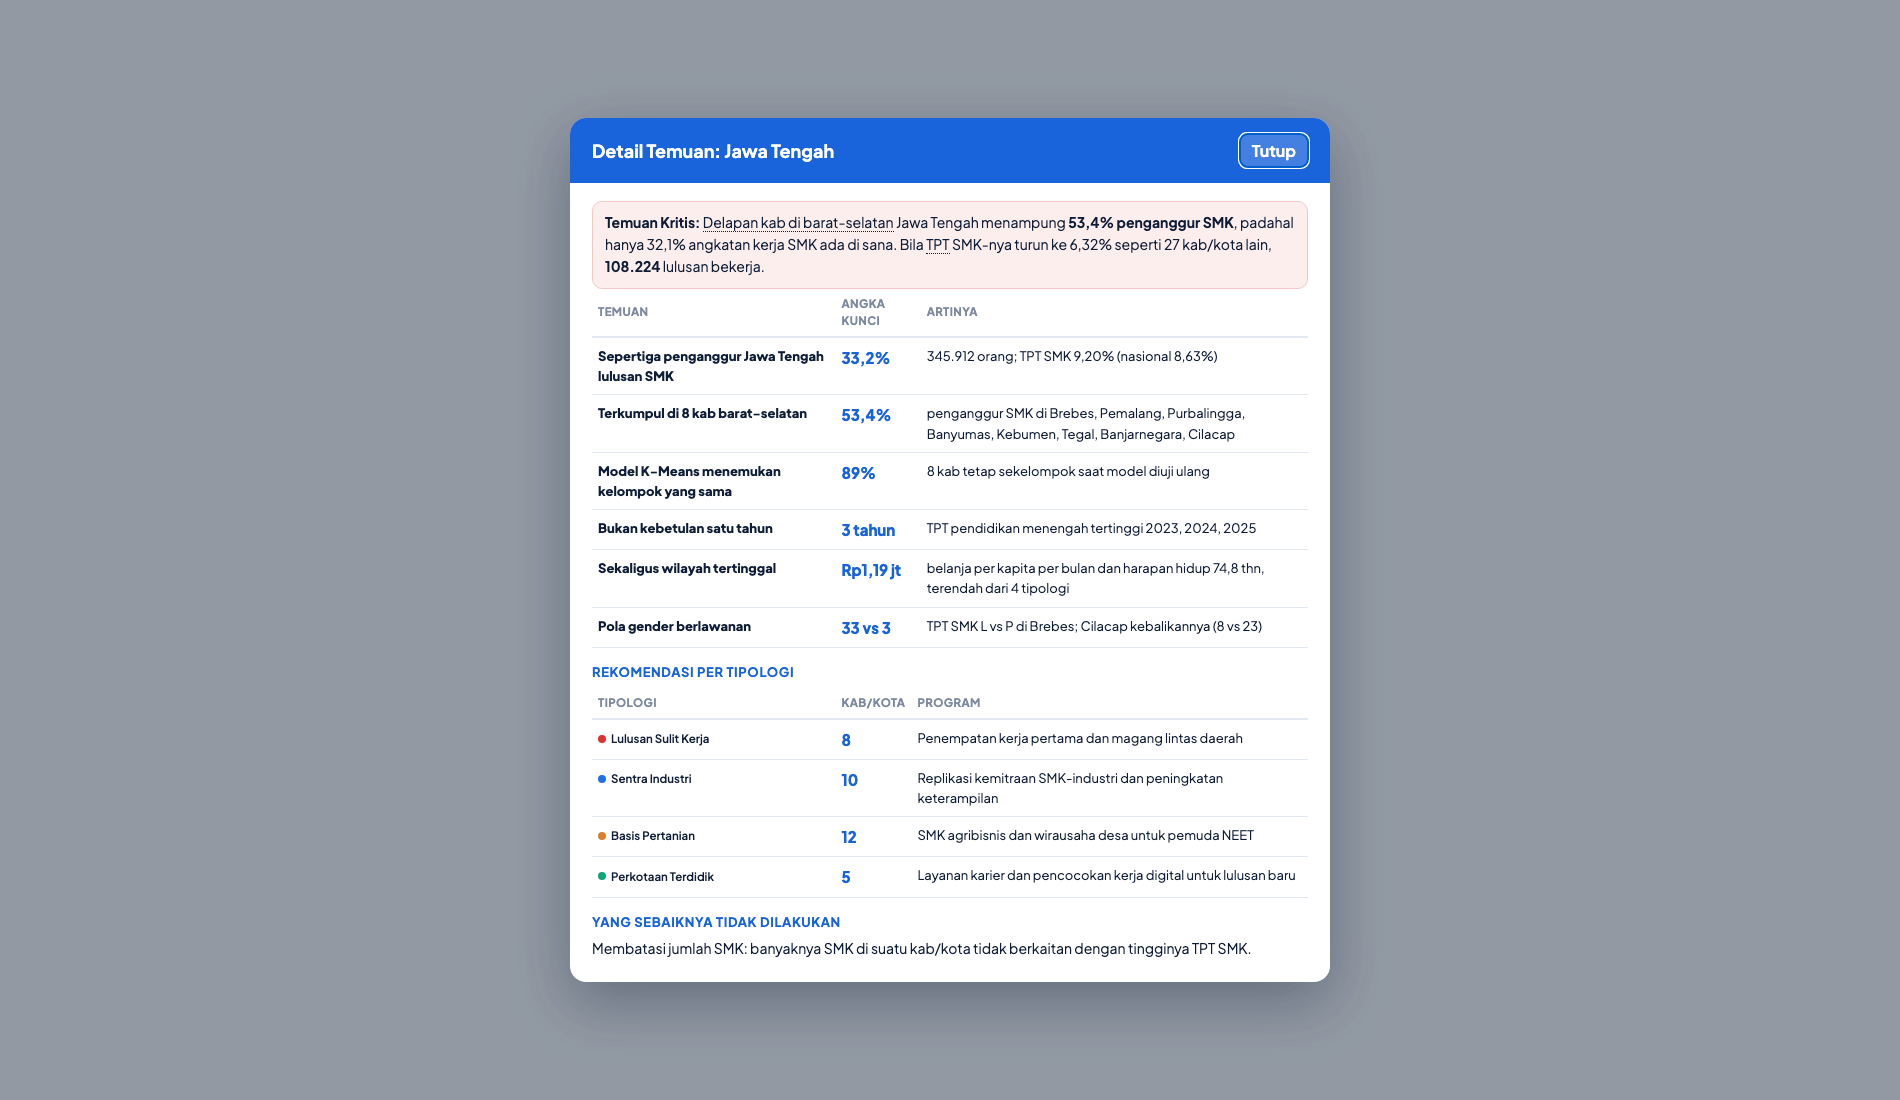 Detail Temuan: Jawa Tengah
Tutup
Temuan Kritis: Delapan kab di barat-selatan Jawa Tengah menampung 53,4% penganggur SMK, padahal
hanya 32,1% angkatan kerja SMK ada di sana. Bila TPT SMK-nya turun ke 6,32% seperti 27 kab/kota lain,
108.224 lulusan bekerja.
TEMUAN
ANGKA
KUNCI
ARTINYA
Sepertiga penganggur Jawa Tengah
lulusan SMK
33,2%
345.912 orang; TPT SMK 9,20% (nasional 8,63%)
Terkumpul di 8 kab barat-selatan
53,4%
penganggur SMK di Brebes, Pemalang, Purbalingga,
Banyumas, Kebumen, Tegal, Banjarnegara, Cilacap
Model K-Means menemukan
kelompok yang sama
89%
8 kab tetap sekelompok saat model diuji ulang
Bukan kebetulan satu tahun
3 tahun
TPT pendidikan menengah tertinggi 2023, 2024, 2025
Sekaligus wilayah tertinggal
Rp1,19 jt
belanja per kapita per bulan dan harapan hidup 74,8 thn,
terendah dari 4 tipologi
Pola gender berlawanan
33 vs 3
TPT SMK L vs P di Brebes; Cilacap kebalikannya (8 vs 23)
REKOMENDASI PER TIPOLOGI
TIPOLOGI
KAB/KOTA
PROGRAM
Lulusan Sulit Kerja
8
Penempatan kerja pertama dan magang lintas daerah
Sentra Industri
10
Replikasi kemitraan SMK-industri dan peningkatan
keterampilan
Basis Pertanian
12
SMK agribisnis dan wirausaha desa untuk pemuda NEET
Perkotaan Terdidik
5
Layanan karier dan pencocokan kerja digital untuk lulusan baru
YANG SEBAIKNYA TIDAK DILAKUKAN
Membatasi jumlah SMK: banyaknya SMK di suatu kab/kota tidak berkaitan dengan tingginya TPT SMK.